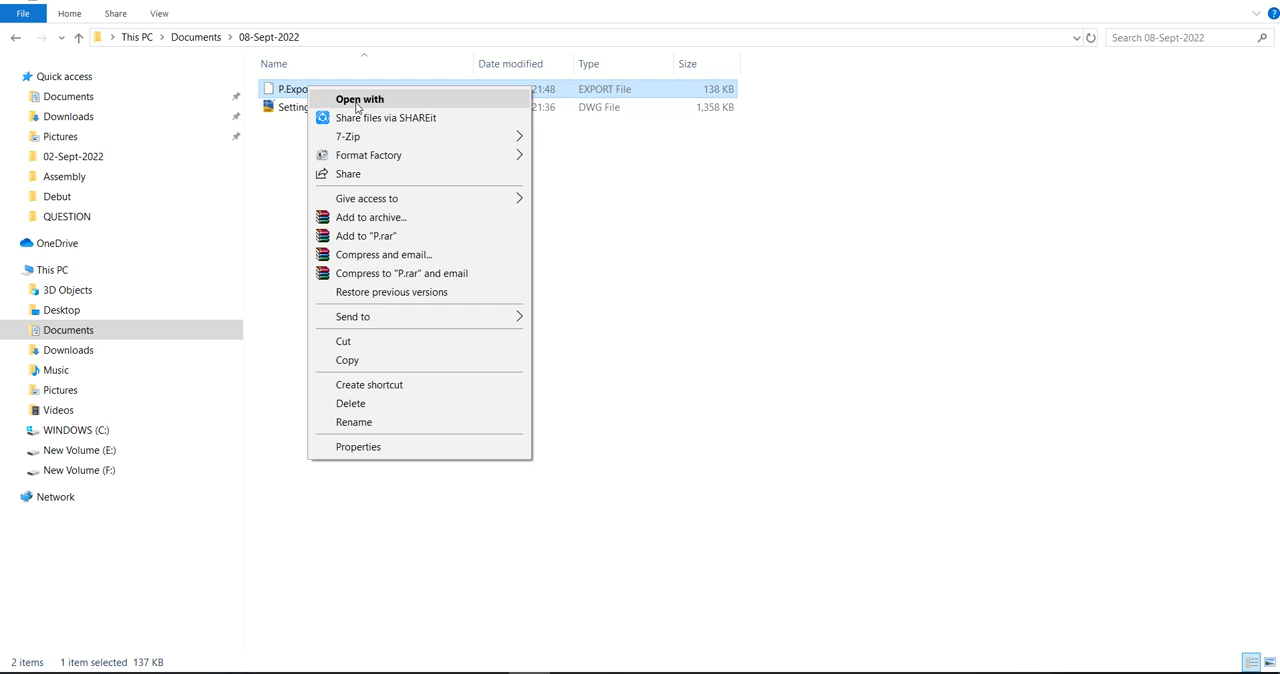 File Home Share View
This PC Documents 08-Sept-2022 Search 08-Sept-2022
Name Date modified Type Size
Quick access
Documents
Downloads
Pictures
02-Sept-2022
Assembly
Debut
QUESTION
OneDrive
This PC
3D Objects
Desktop
Documents
Downloads
Music
Pictures
Videos
WINDOWS (C:)
New Volume (E:)
New Volume (F:)
Network
P.Expo 21:48 EXPORT File 138 KB
Setting 21:36 DWG File 1,358 KB
Open with
Share files via SHAREit
7-Zip
Format Factory
Share
Give access to
Add to archive...
Add to "P.rar"
Compress and email...
Compress to "P.rar" and email
Restore previous versions
Send to
Cut
Copy
Create shortcut
Delete
Rename
Properties
2 items 1 item selected 137 KB